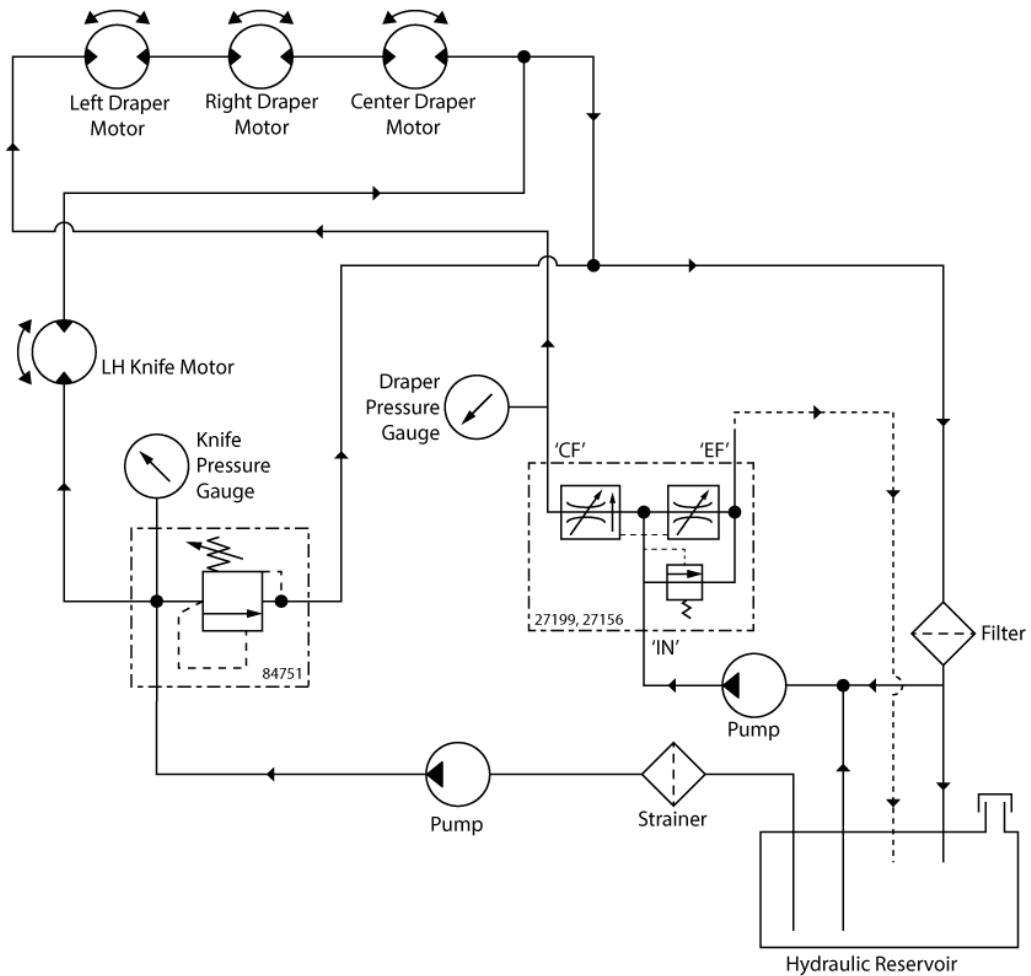 Left Draper
Motor
Right Draper
Motor
Center Draper
Motor
LH Knife Motor
Draper
Pressure
Gauge
Knife
Pressure
Gauge
'CF'
'EF'
27199, 27156
84751
'IN'
Filter
Pump
Strainer
Pump
Hydraulic Reservoir